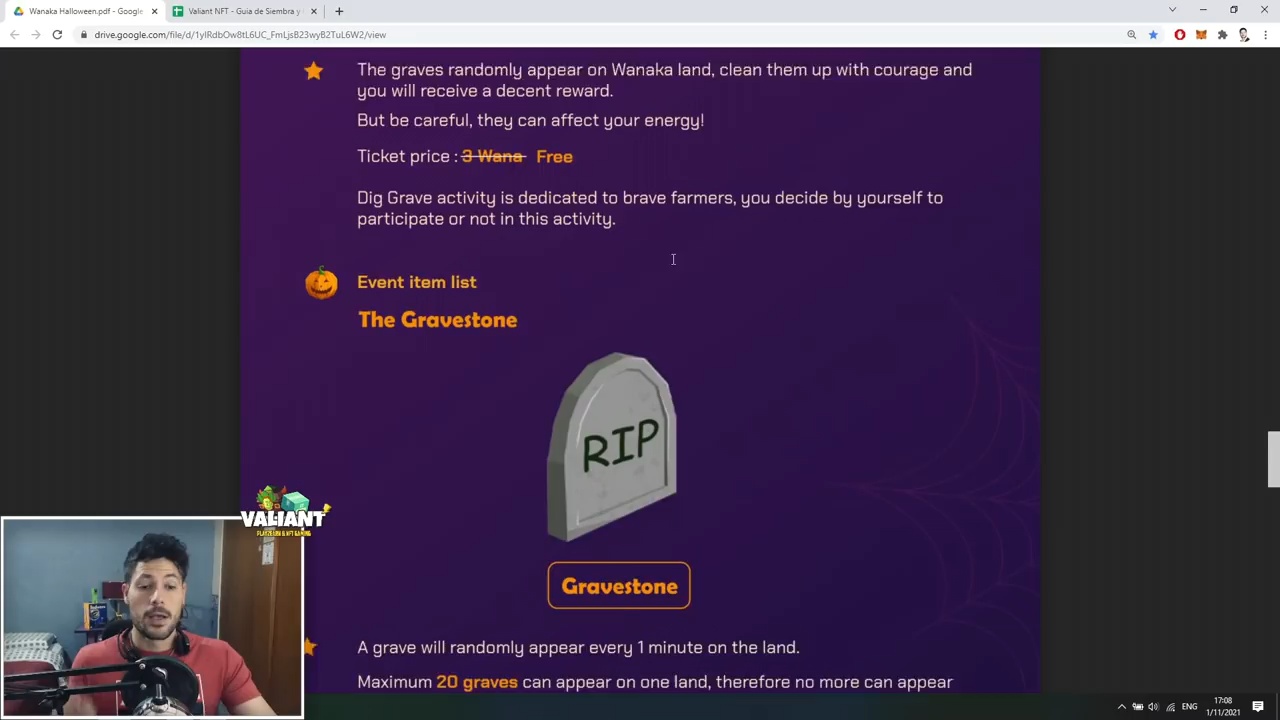 Wanaka Halloween.pdf - Google
Valiant NFT - Guia de Siembra y
drive.google.com/file/d/1ylRdbOw8tL6UC_FmLjsB23wyB2TuL6W2/view
The graves randomly appear on Wanaka land, clean them up with courage and
you will receive a decent reward.
But be careful, they can affect your energy!
Ticket price : 3 Wana Free
Dig Grave activity is dedicated to brave farmers, you decide by yourself to
participate or not in this activity.
Event item list
The Gravestone
RIP
Gravestone
A grave will randomly appear every 1 minute on the land.
Maximum 20 graves can appear on one land, therefore no more can appear
VALIANT
PLAY2EARN & NFT GAMING
ENG
17:08
1/11/2021